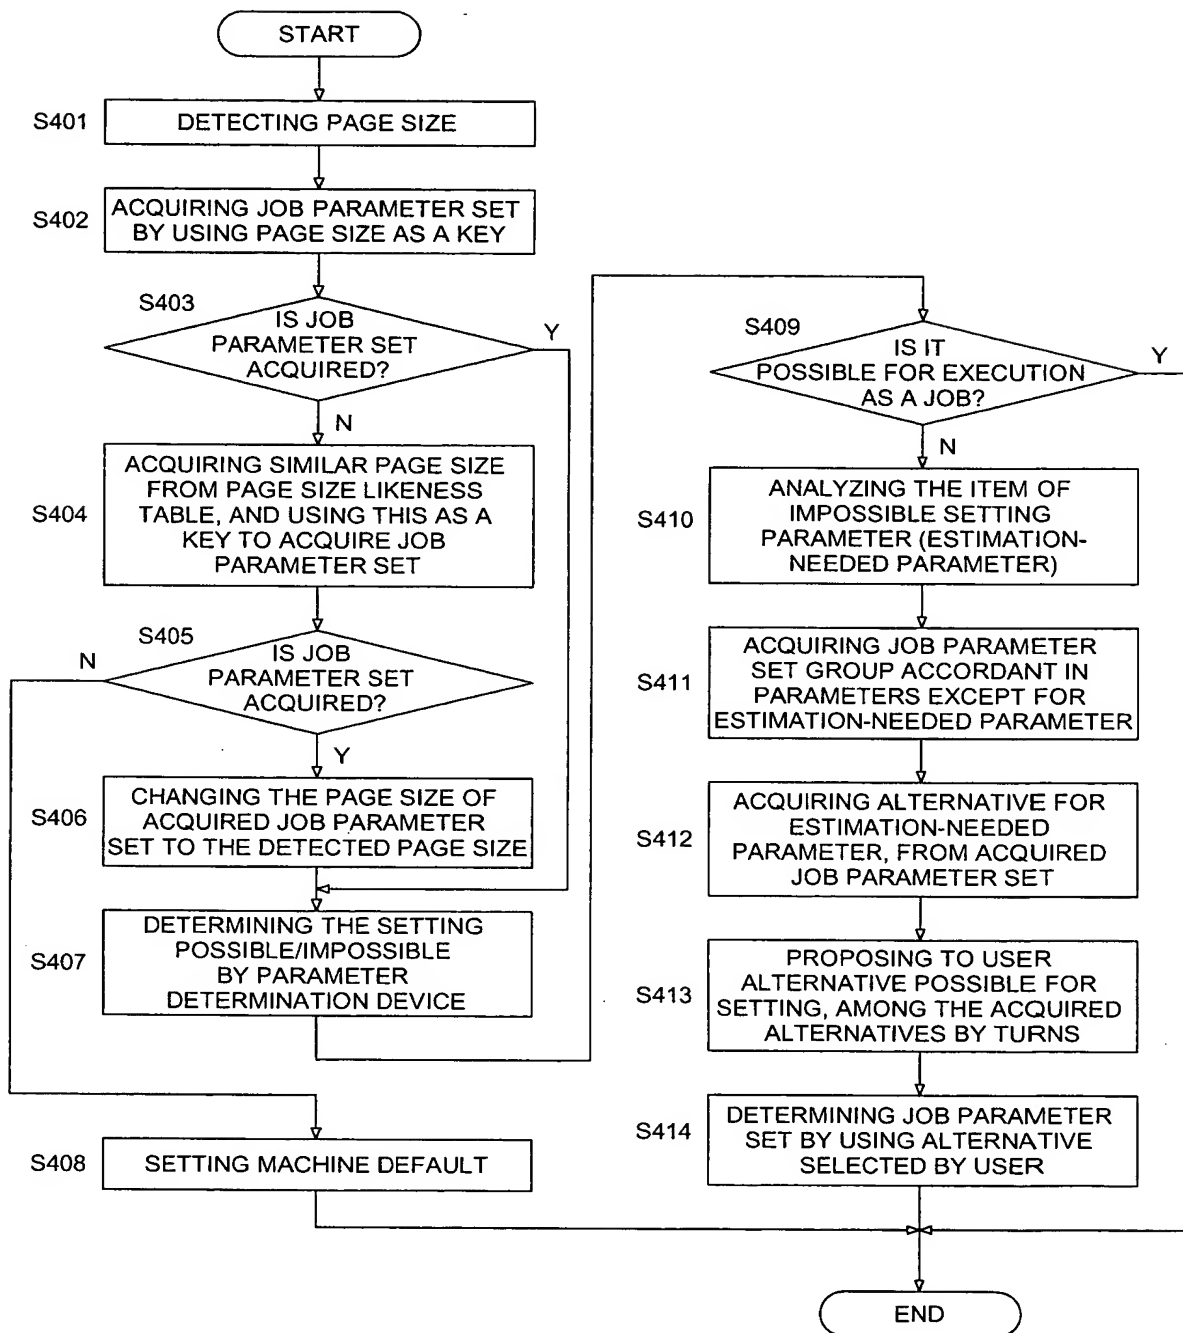 START
S401
DETECTING PAGE SIZE
S402
ACQUIRING JOB PARAMETER SET
BY USING PAGE SIZE AS A KEY
S403
IS JOB
PARAMETER SET
ACQUIRED?
Y
N
S404
ACQUIRING SIMILAR PAGE SIZE
FROM PAGE SIZE LIKENESS
TABLE, AND USING THIS AS A
KEY TO ACQUIRE JOB
PARAMETER SET
S405
N
IS JOB
PARAMETER SET
ACQUIRED?
Y
S406
CHANGING THE PAGE SIZE OF
ACQUIRED JOB PARAMETER
SET TO THE DETECTED PAGE SIZE
S407
DETERMINING THE SETTING
POSSIBLE/IMPOSSIBLE
BY PARAMETER
DETERMINATION DEVICE
S408
SETTING MACHINE DEFAULT
S409
IS IT
POSSIBLE FOR EXECUTION
AS A JOB?
Y
N
S410
ANALYZING THE ITEM OF
IMPOSSIBLE SETTING
PARAMETER (ESTIMATION-
NEEDED PARAMETER)
S411
ACQUIRING JOB PARAMETER
SET GROUP ACCORDANT IN
PARAMETERS EXCEPT FOR
ESTIMATION-NEEDED PARAMETER
S412
ACQUIRING ALTERNATIVE FOR
ESTIMATION-NEEDED
PARAMETER, FROM ACQUIRED
JOB PARAMETER SET
S413
PROPOSING TO USER
ALTERNATIVE POSSIBLE FOR
SETTING, AMONG THE ACQUIRED
ALTERNATIVES BY TURNS
S414
DETERMINING JOB PARAMETER
SET BY USING ALTERNATIVE
SELECTED BY USER
END